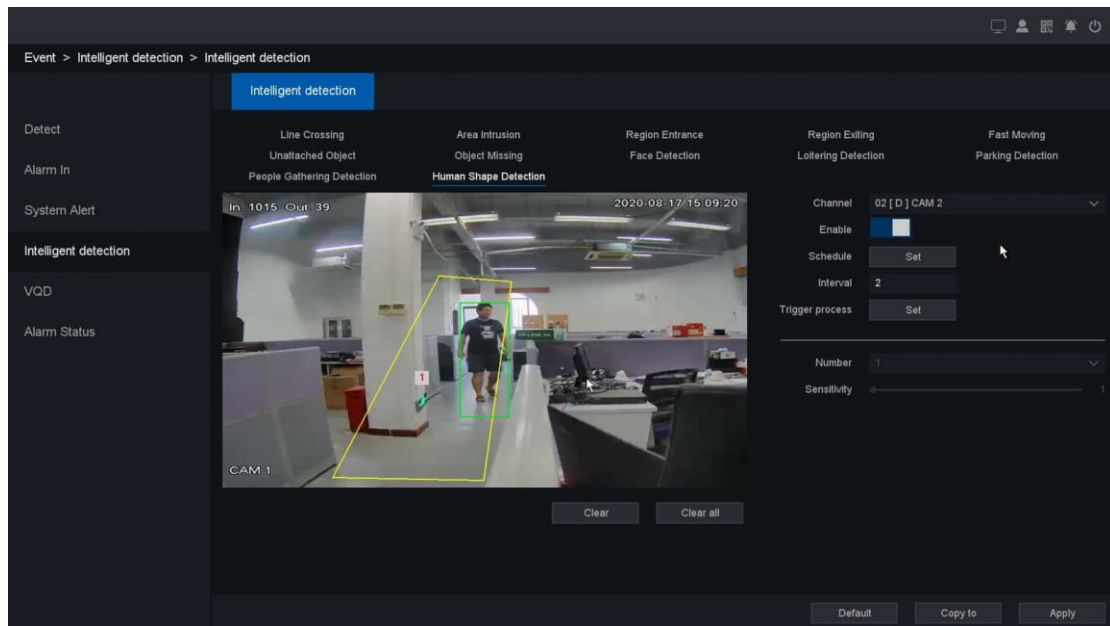 Event > Intelligent detection > Intelligent detection
Intelligent detection
Detect
Alarm In
System Alert
Intelligent detection
VQD
Alarm Status
Line Crossing Area Intrusion Region Entrance Region Exiting Fast Moving
Unattached Object Object Missing Face Detection Loitering Detection Parking Detection
People Gathering Detection Human Shape Detection
In 1015 Out 39 2020-08-17 15:09:20
1
CAM 1
Channel 02 [ D ] CAM 2
Enable
Schedule Set
Interval 2
Trigger process Set
Number 1
Sensitivity 1
Clear Clear all
Default Copy to Apply